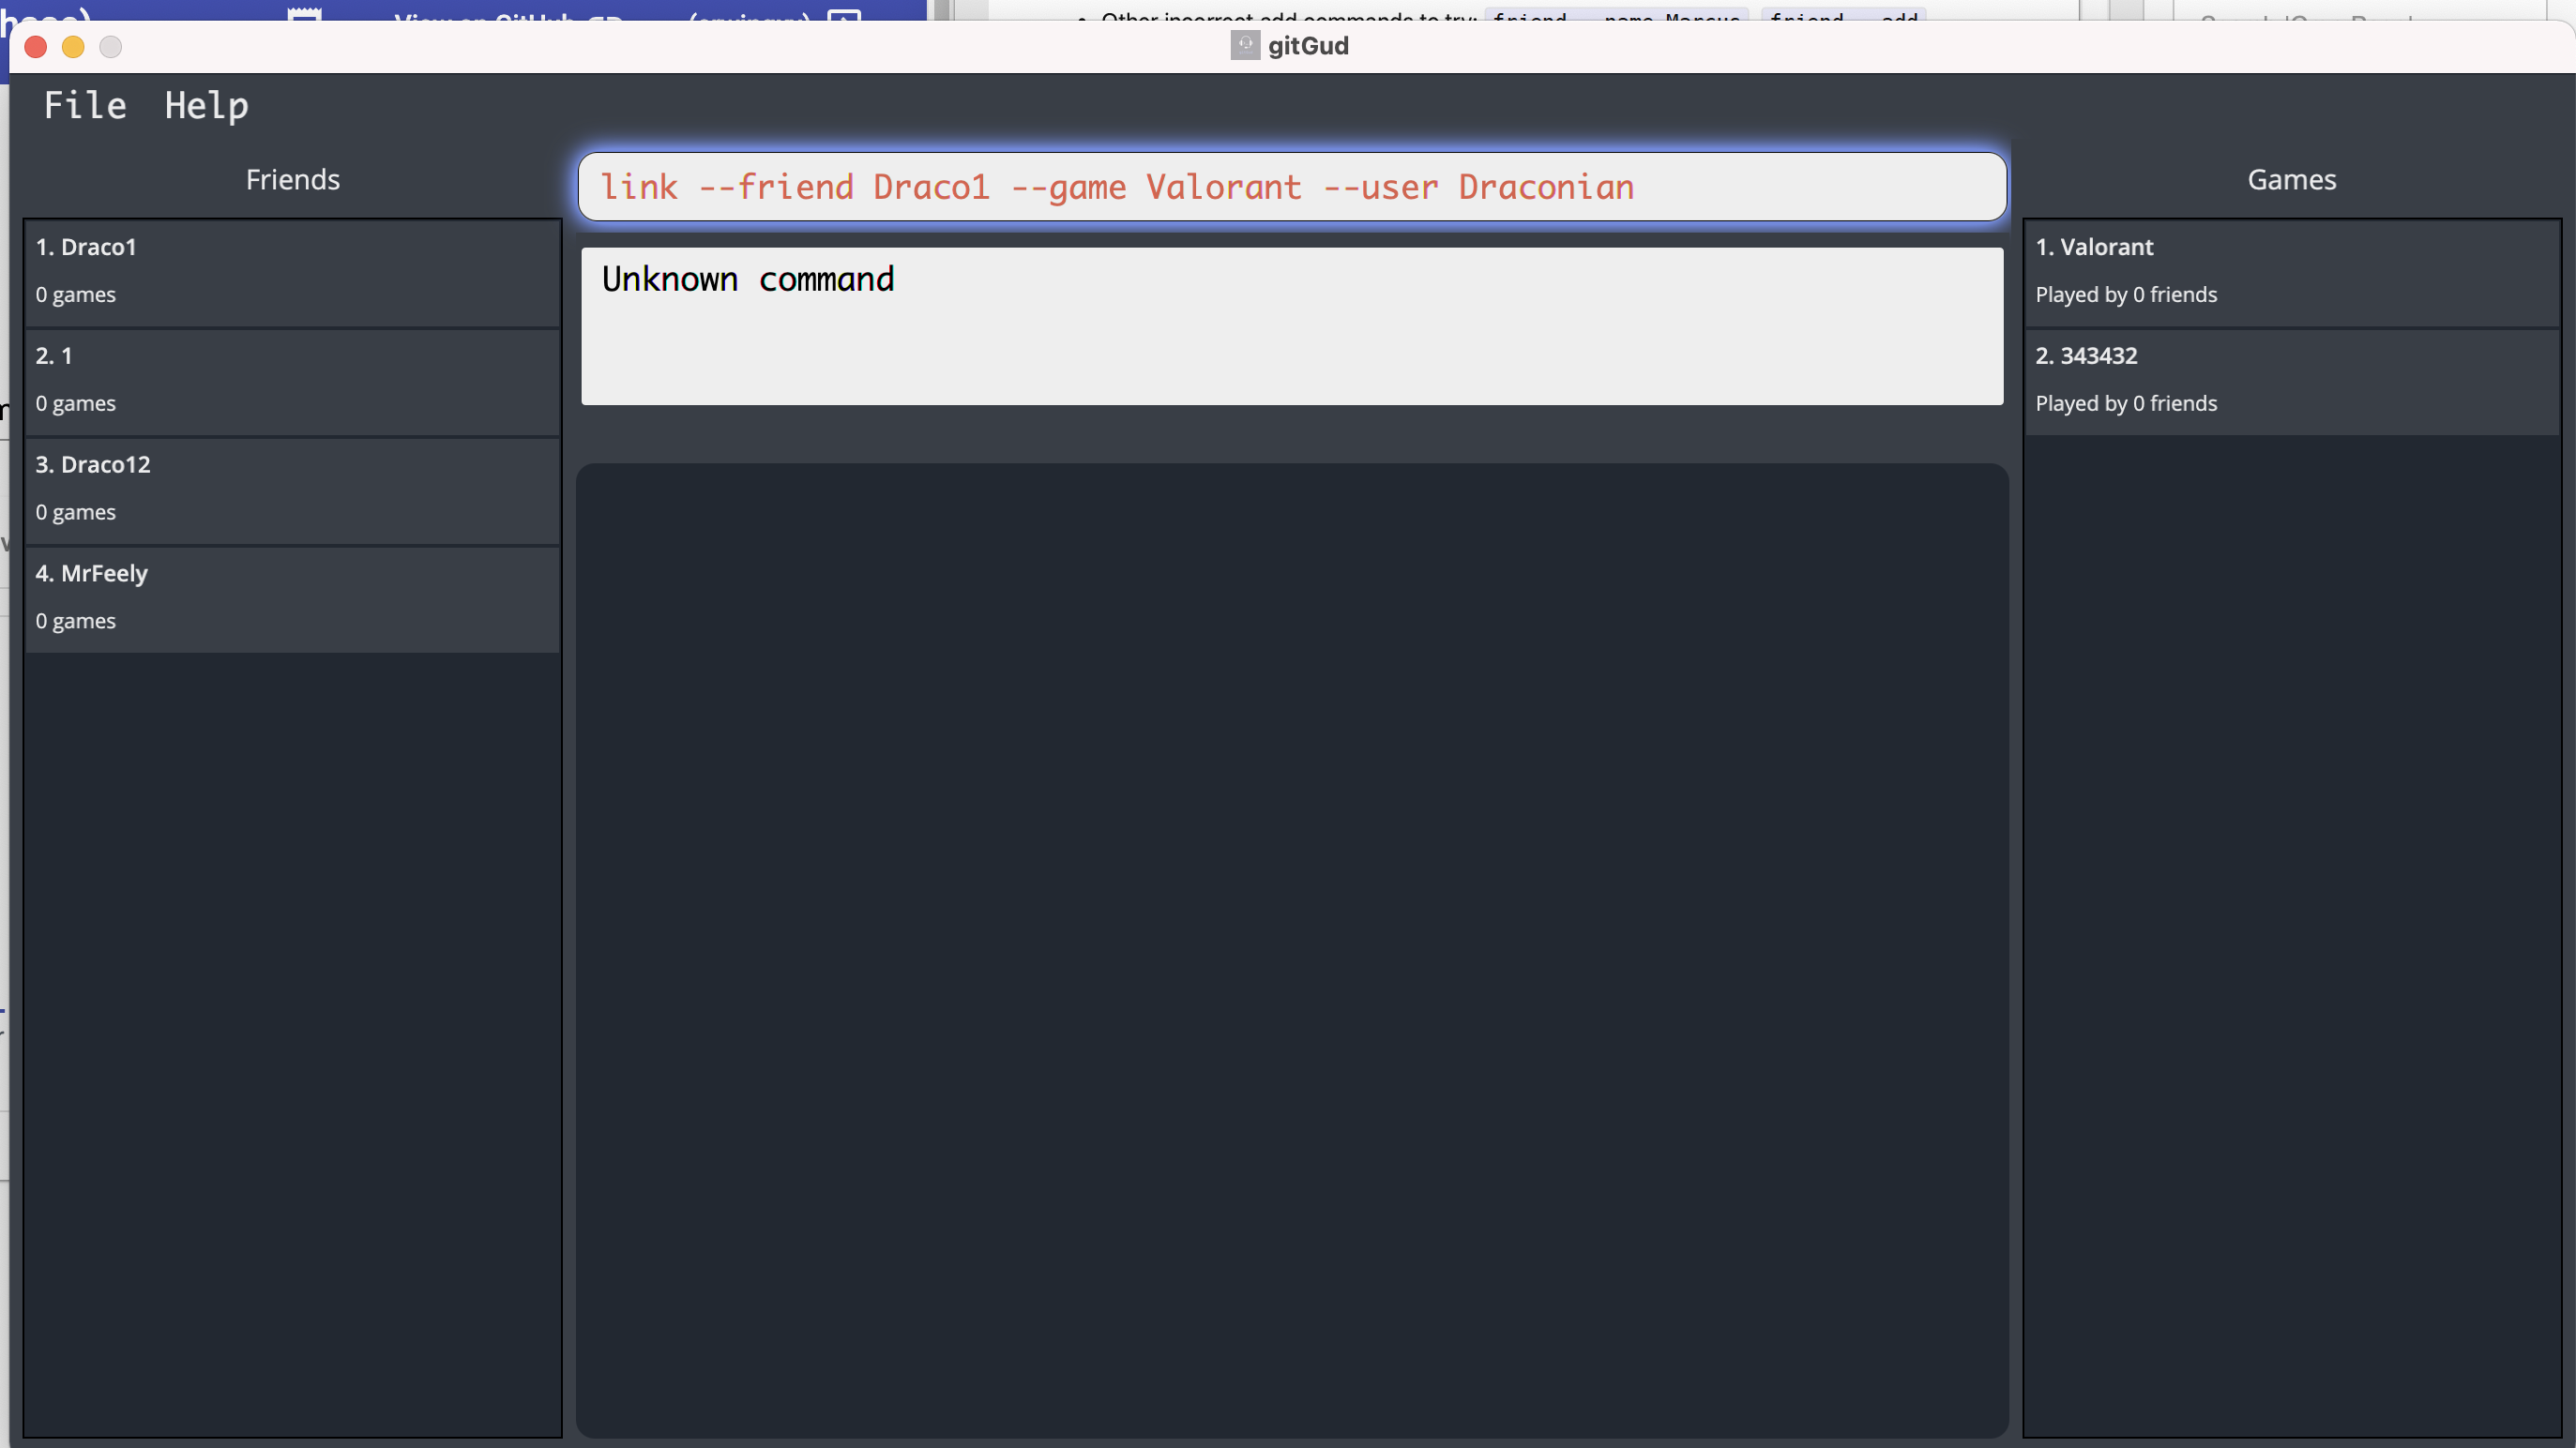 gitGud
File Help
Friends
link --friend Draco1 --game Valorant --user Draconian
Games
1. Draco1
0 games
2. 1
0 games
3. Draco12
0 games
4. MrFeely
0 games
Unknown command
1. Valorant
Played by 0 friends
2. 343432
Played by 0 friends